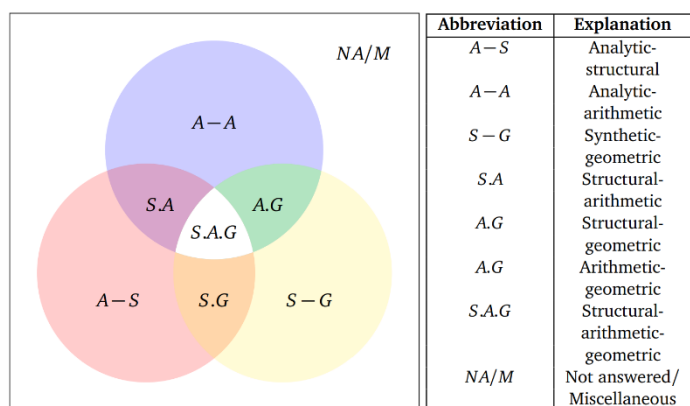 NA/M
A−A
S.A
A.G
S.A.G
A−S
S.G
S−G
Abbreviation Explanation
A−S Analytic-
structural
A−A Analytic-
arithmetic
S−G Synthetic-
geometric
S.A Structural-
arithmetic
A.G Structural-
geometric
A.G Arithmetic-
geometric
S.A.G Structural-
arithmetic-
geometric
NA/M Not answered/
Miscellaneous